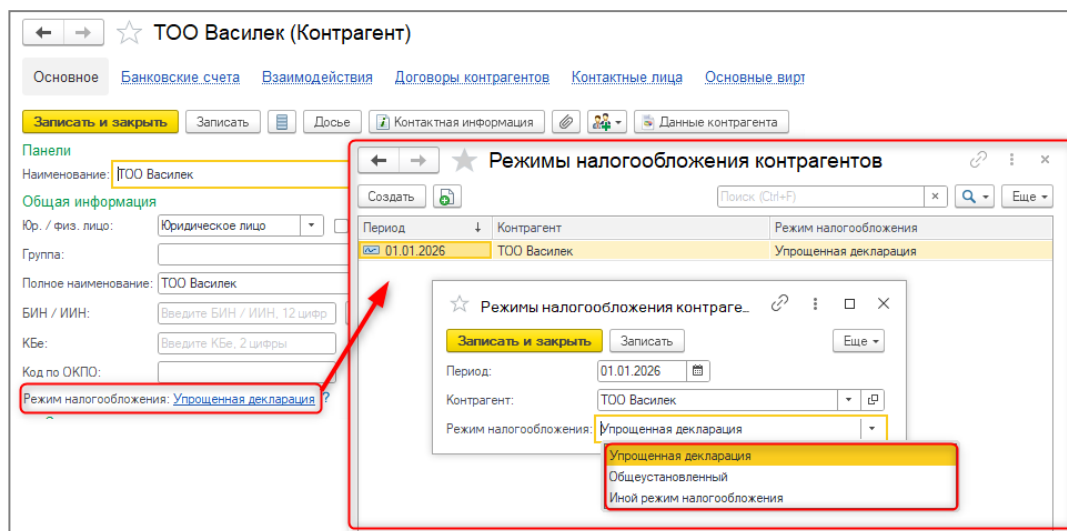 ТОО Василек (Контрагент)
Основное Банковские счета Взаимодействия Договоры контрагентов Контактные лица Основные вирт
Записать и закрыть Записать Досье Контактная информация Данные контрагента
Панели
Наименование: ТОО Василек
Общая информация
Юр. / физ. лицо: Юридическое лицо
Группа:
Полное наименование: ТОО Василек
БИН / ИИН: Введите БИН / ИИН, 12 цифр
КБе: Введите КБе, 2 цифры
Код по ОКПО:
Режим налогообложения: Упрощенная декларация ?
Режимы налогообложения контрагентов
Создать Поиск (Ctrl+F) × Еще
Период ↓ Контрагент Режим налогообложения
01.01.2026 ТОО Василек Упрощенная декларация
Режимы налогообложения контраге...
Записать и закрыть Записать Еще
Период: 01.01.2026
Контрагент: ТОО Василек
Режим налогообложения: Упрощенная декларация
Упрощенная декларация
Общеустановленный
Иной режим налогообложения